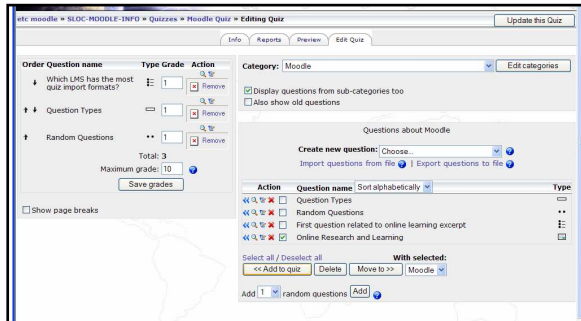 etc moodle » SLOC-MOODLE-INFO » Quizzes » Moodle Quiz » Editing Quiz
Update this Quiz
Info Reports Preview Edit Quiz
Order Question name Type Grade Action
Which LMS has the most quiz import formats? 1 Remove
Question Types 1 Remove
Random Questions 1 Remove
Total: 3
Maximum grade: 10
Save grades
Show page breaks
Category: Moodle Edit categories
Display questions from sub-categories too
Also show old questions
Questions about Moodle
Create new question: Choose...
Import questions from file | Export questions to file
Action Question name Sort alphabetically Type
Question Types
Random Questions
First question related to online learning excerpt
Online Research and Learning
Select all / Deselect all With selected:
<< Add to quiz Delete Move to >> Moodle
Add 1 random questions Add